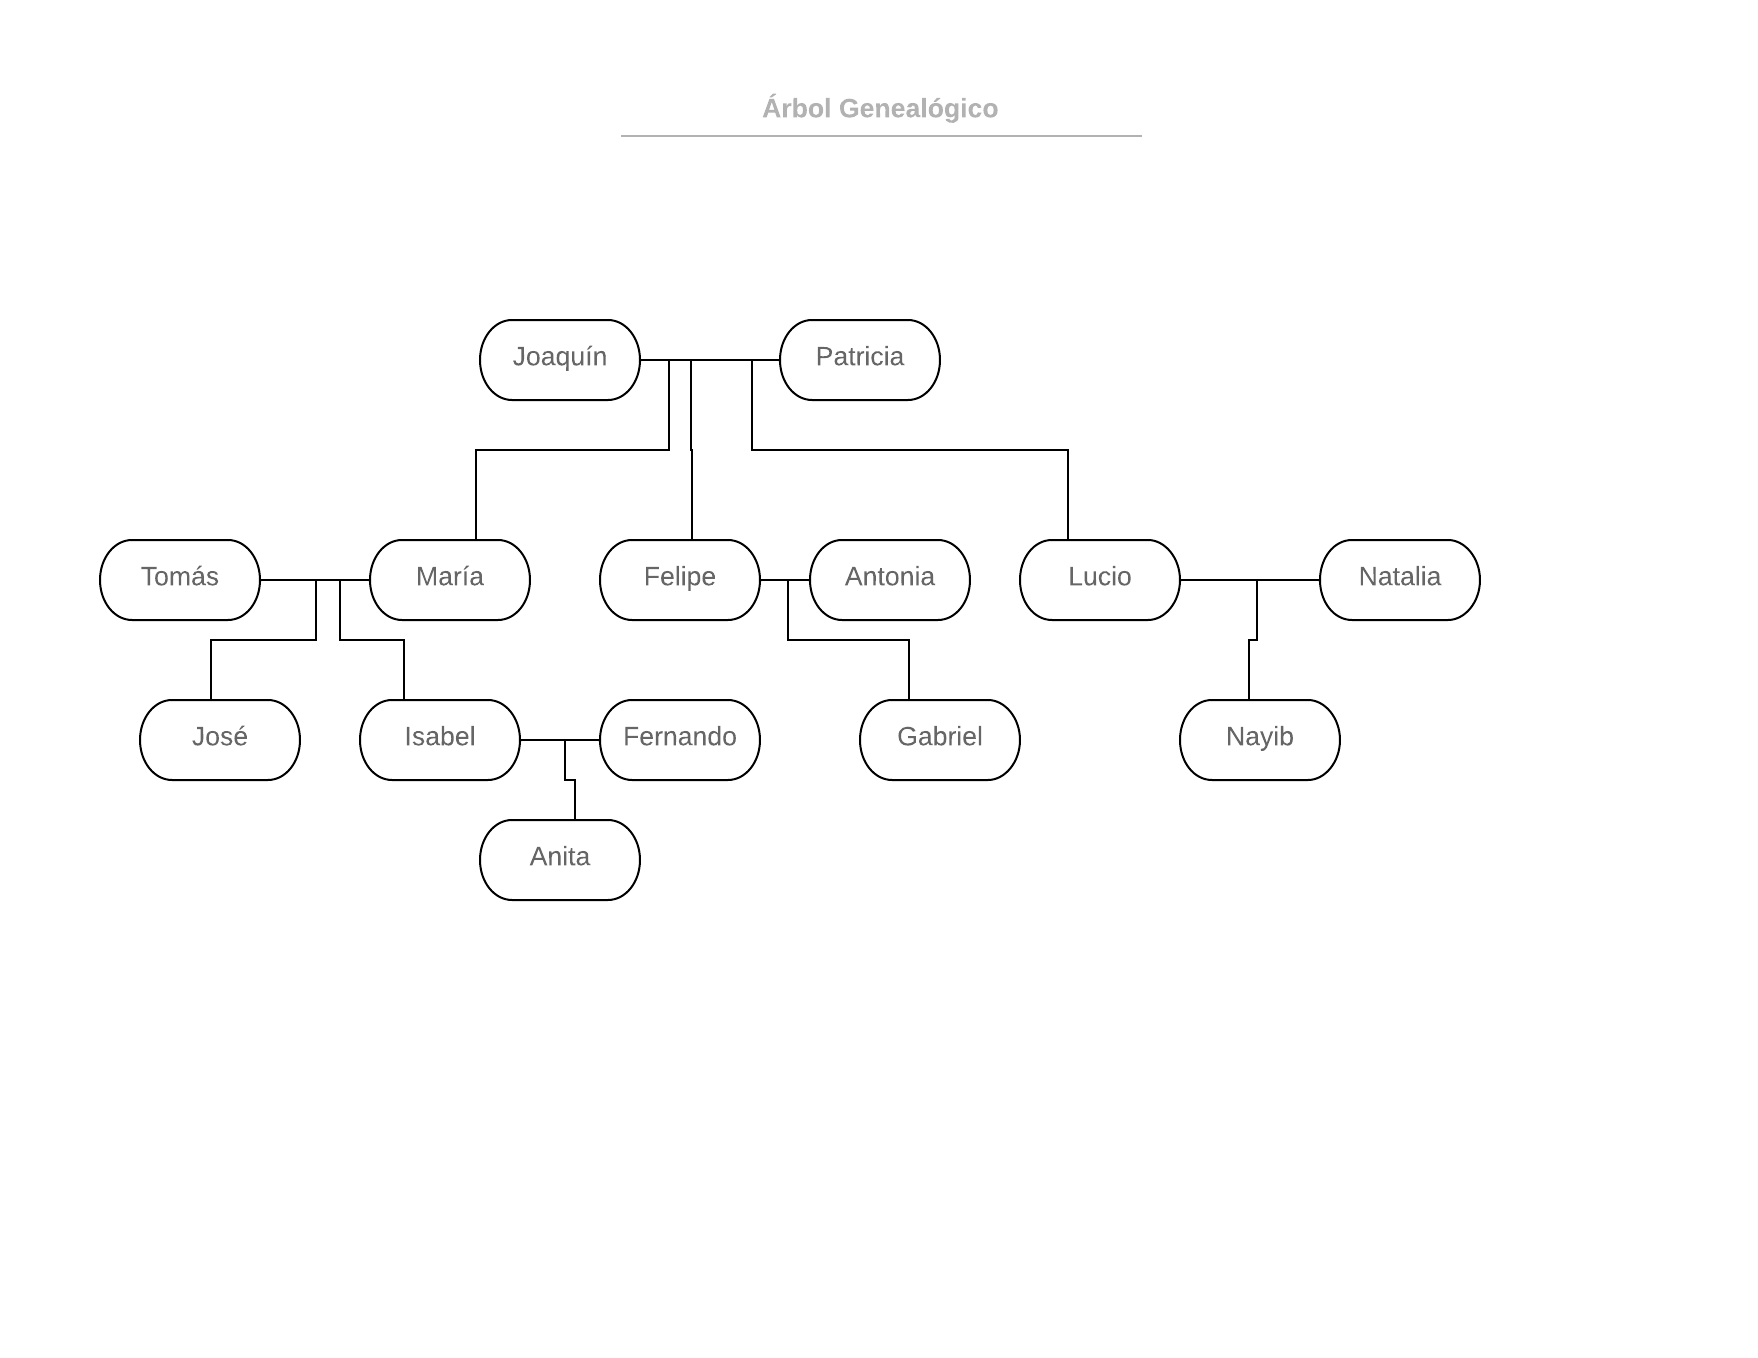 Árbol Genealógico
Joaquín
Patricia
Tomás
María
Felipe
Antonia
Lucio
Natalia
José
Isabel
Fernando
Gabriel
Nayib
Anita